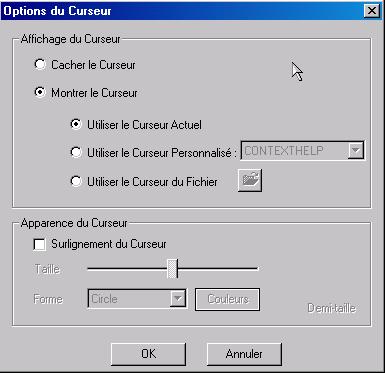 Options du Curseur
Affichage du Curseur
Cacher le Curseur
Montrer le Curseur
Utiliser le Curseur Actuel
Utiliser le Curseur Personnalisé : CONTEXTHELP
Utiliser le Curseur du Fichier
Apparence du Curseur
Surlignement du Curseur
Taille
Forme Circle Couleurs Demi-taille
OK Annuler